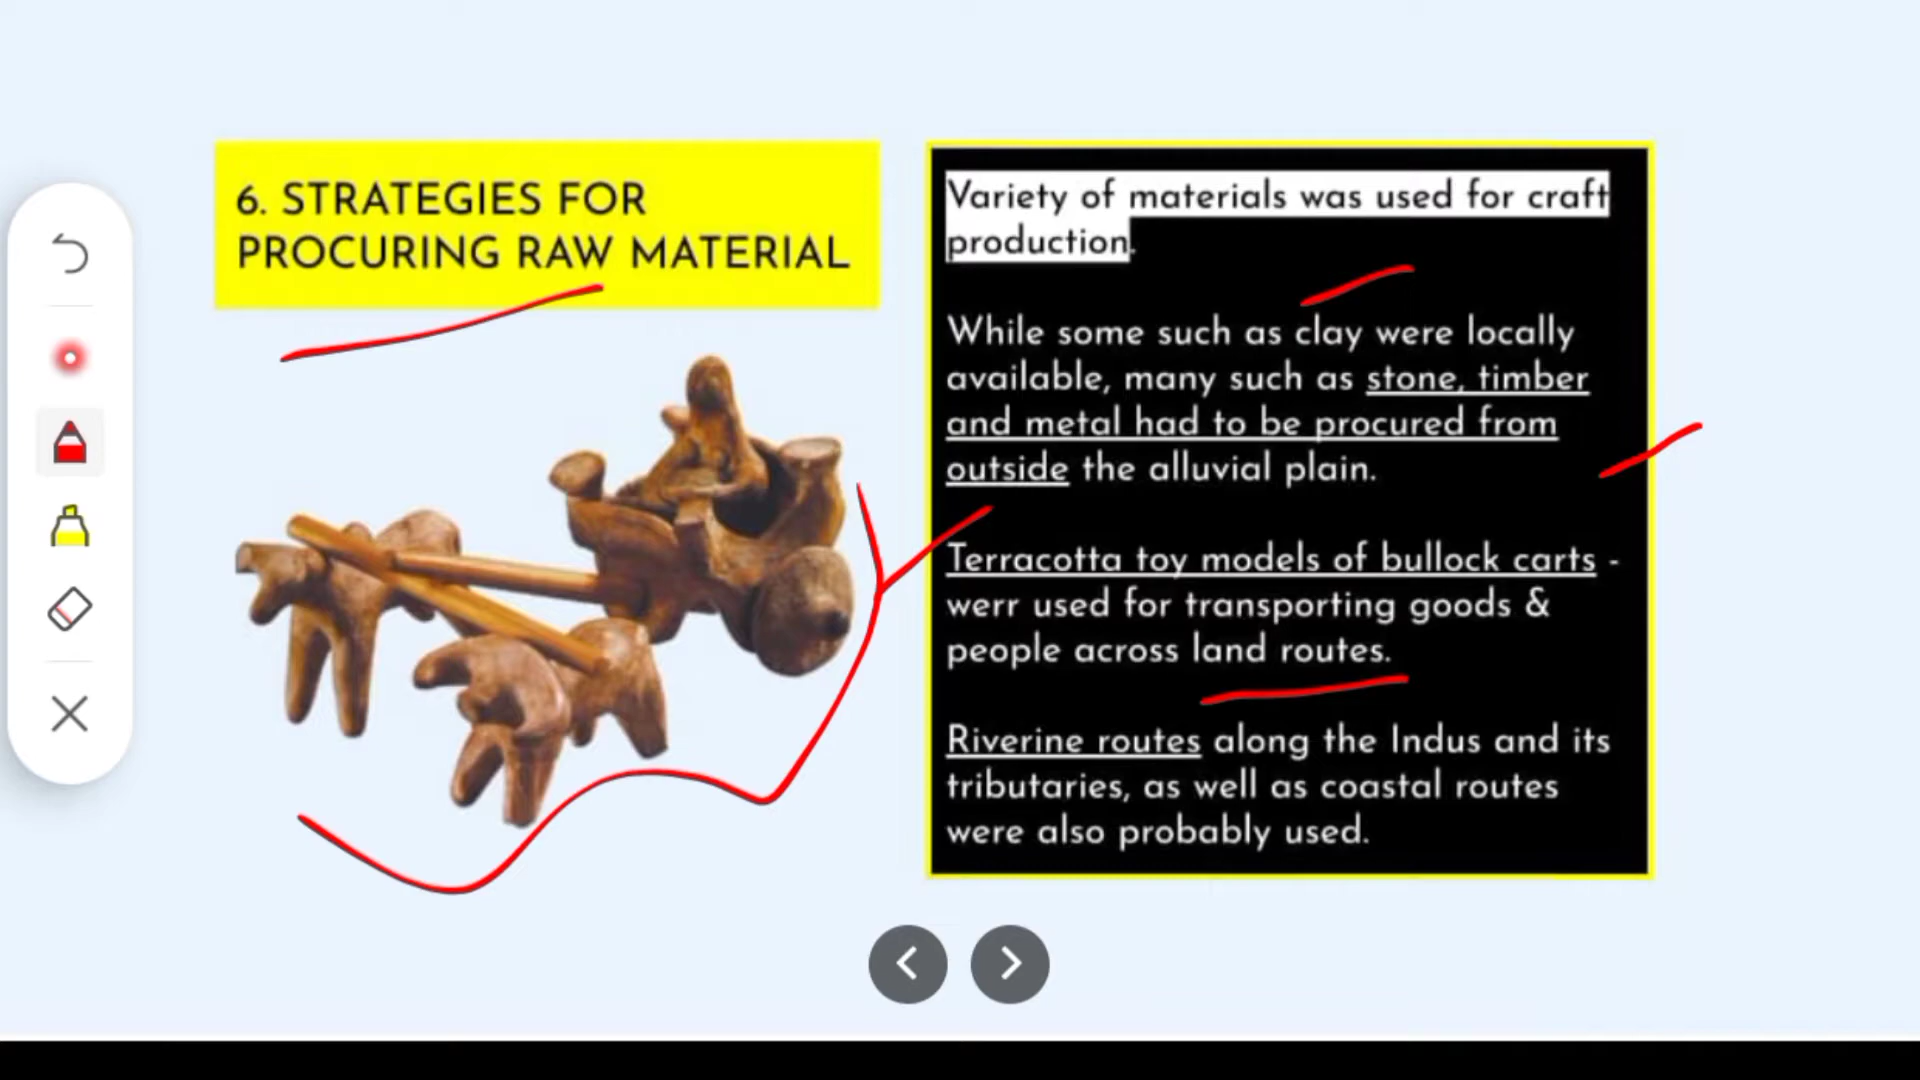 6. STRATEGIES FOR
PROCURING RAW MATERIAL
Variety of materials was used for craft
production.
While some such as clay were locally
available, many such as stone, timber
and metal had to be procured from
outside the alluvial plain.
Terracotta toy models of bullock carts -
werr used for transporting goods &
people across land routes.
Riverine routes along the Indus and its
tributaries, as well as coastal routes
were also probably used.